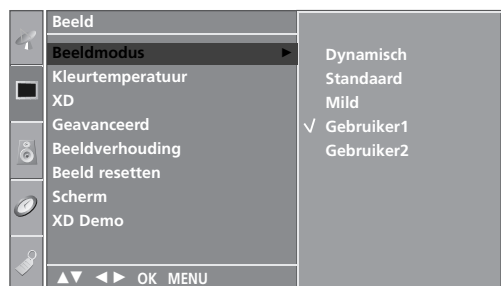 Beeld
Beeldmodus ►
Kleurtemperatuur
XD
Geavanceerd
Beeldverhouding
Beeld resetten
Scherm
XD Demo
▲▼ ◄► OK MENU
Dynamisch
Standaard
Mild
√ Gebruiker1
Gebruiker2